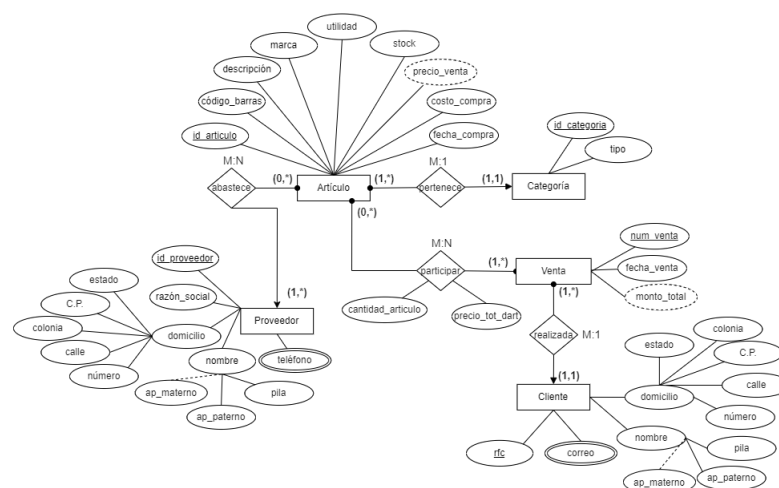 utilidad
marca
stock
descripción
precio_venta
código_barras
costo_compra
id_articulo
fecha_compra
id_categoria
tipo
M:N
M:1
abastece
(0,*)
Artículo
(1,*)
pertenece
(1,1)
Categoría
(0,*)
M:N
num_venta
id_proveedor
(1,*)
participar
(1,*)
Venta
fecha_venta
estado
razón_social
cantidad_articulo
precio_tot_dart
(1,*)
monto_total
C.P.
Proveedor
colonia
domicilio
realizada
M:1
estado
colonia
calle
nombre
teléfono
C.P.
número
(1,1)
calle
ap_materno
pila
Cliente
domicilio
número
ap_paterno
nombre
pila
rfc
correo
ap_materno
ap_paterno